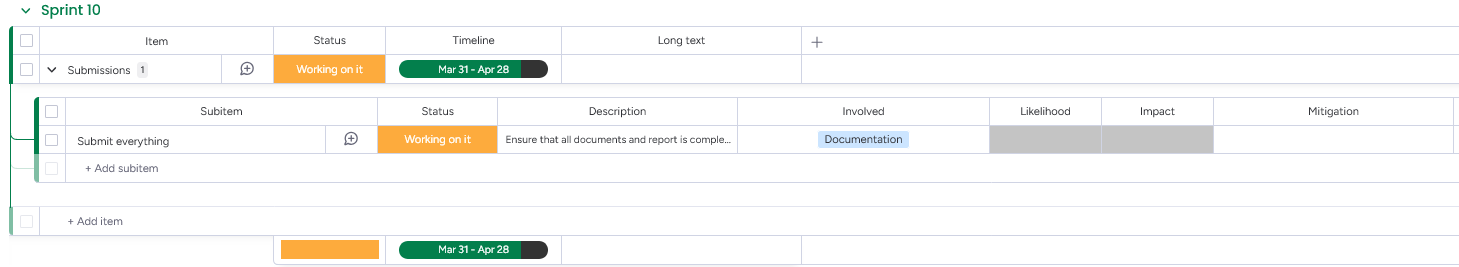 Sprint 10
Item Status Timeline Long text +
Submissions 1 Working on it Mar 31 - Apr 28
Subitem Status Description Involved Likelihood Impact Mitigation
Submit everything Working on it Ensure that all documents and report is comple... Documentation
+ Add subitem
+ Add item
Mar 31 - Apr 28